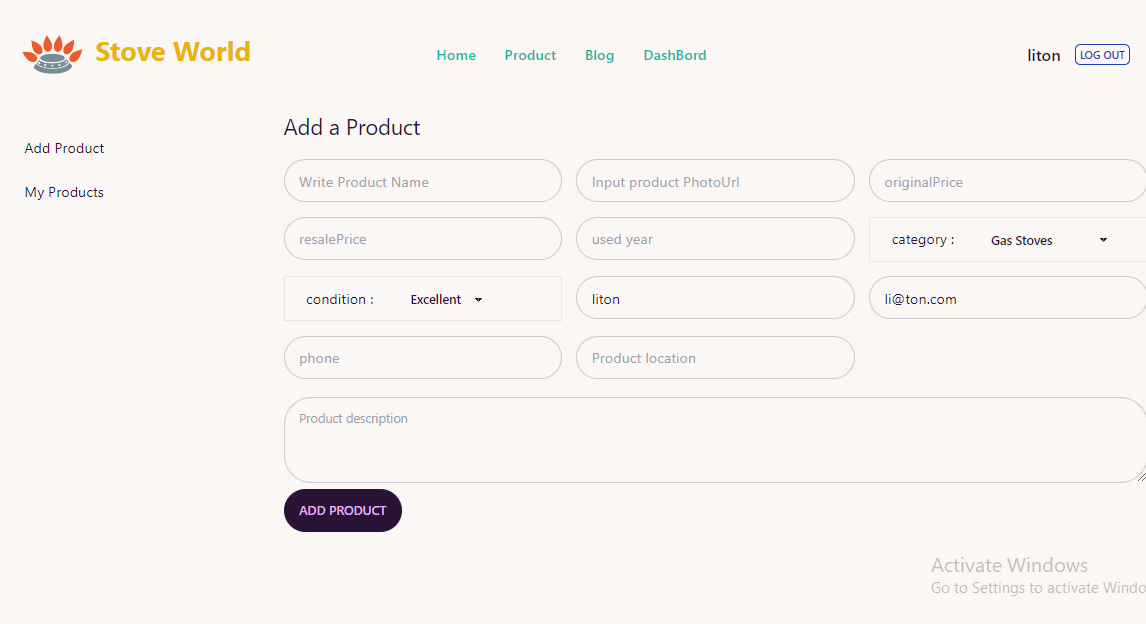 Stove World
Home Product Blog DashBord
liton LOG OUT
Add Product
My Products
Add a Product
Write Product Name Input product PhotoUrl originalPrice
resalePrice used year category : Gas Stoves
condition : Excellent liton li@ton.com
phone Product location
Product description
ADD PRODUCT
Activate Windows
Go to Settings to activate Windo